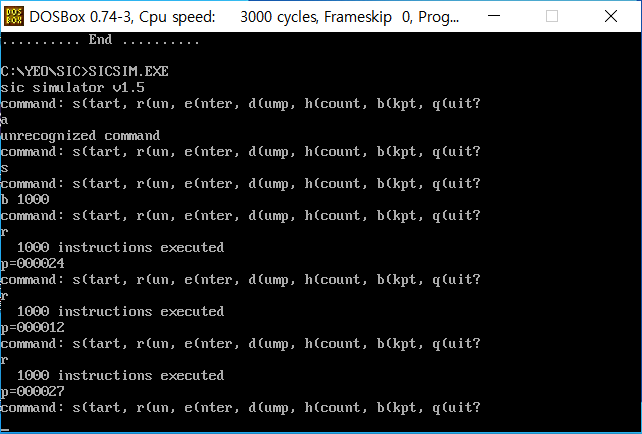 DOSBox 0.74-3, Cpu speed: 3000 cycles, Frameskip 0, Prog...
.......... End ..........
C:\YEO\SIC>SICSIM.EXE
sic simulator v1.5
command: s(tart, r(un, e(nter, d(ump, h(count, b(kpt, q(uit?
a
unrecognized command
command: s(tart, r(un, e(nter, d(ump, h(count, b(kpt, q(uit?
s
command: s(tart, r(un, e(nter, d(ump, h(count, b(kpt, q(uit?
b 1000
command: s(tart, r(un, e(nter, d(ump, h(count, b(kpt, q(uit?
r
1000 instructions executed
p=000024
command: s(tart, r(un, e(nter, d(ump, h(count, b(kpt, q(uit?
r
1000 instructions executed
p=000012
command: s(tart, r(un, e(nter, d(ump, h(count, b(kpt, q(uit?
r
1000 instructions executed
p=000027
command: s(tart, r(un, e(nter, d(ump, h(count, b(kpt, q(uit?
_